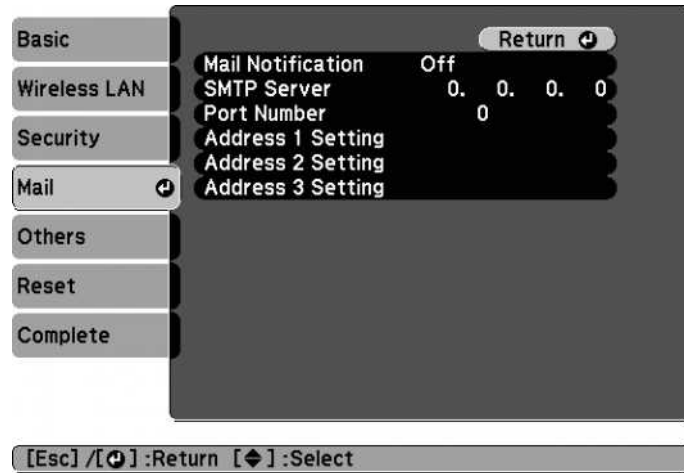 Basic
Wireless LAN
Security
Mail
Others
Reset
Complete
Return
Mail Notification Off
SMTP Server 0. 0. 0. 0
Port Number 0
Address 1 Setting
Address 2 Setting
Address 3 Setting
[Esc] /[⏎] :Return [◆] :Select